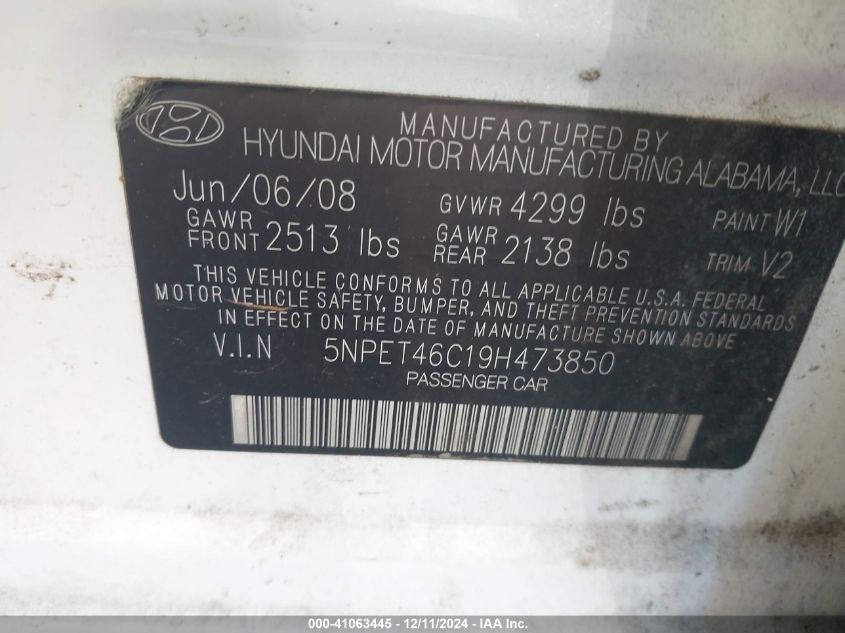 MANUFACTURED BY
HYUNDAI MOTOR MANUFACTURING ALABAMA, LLC
Jun/06/08 GVWR 4299 lbs PAINT W1
GAWR FRONT 2513 lbs GAWR REAR 2138 lbs TRIM V2
THIS VEHICLE CONFORMS TO ALL APPLICABLE U.S.A. FEDERAL
MOTOR VEHICLE SAFETY, BUMPER, AND THEFT PREVENTION STANDARDS
IN EFFECT ON THE DATE OF MANUFACTURE SHOWN ABOVE
V.I.N 5NPET46C19H473850
PASSENGER CAR
000-41063445 - 12/11/2024 - IAA Inc.